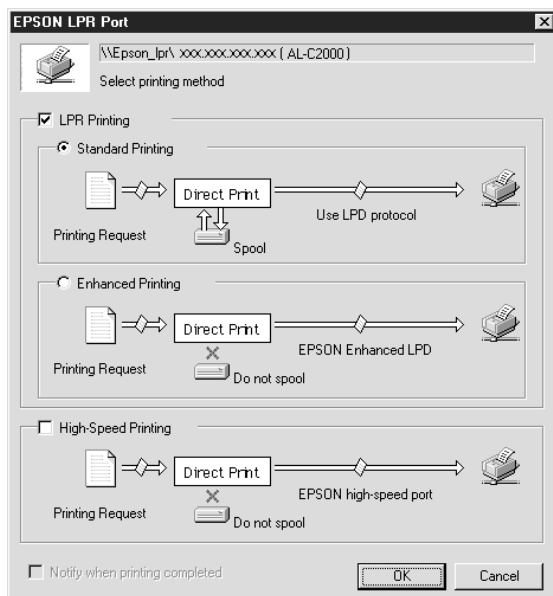 EPSON LPR Port
\\Epson_lpr\ xxx.xxx.xxx.xxx ( AL-C2000 )
Select printing method
LPR Printing
Standard Printing
Direct Print
Use LPD protocol
Printing Request
Spool
Enhanced Printing
Direct Print
EPSON Enhanced LPD
Printing Request
Do not spool
High-Speed Printing
Direct Print
EPSON high-speed port
Printing Request
Do not spool
Notify when printing completed
OK
Cancel